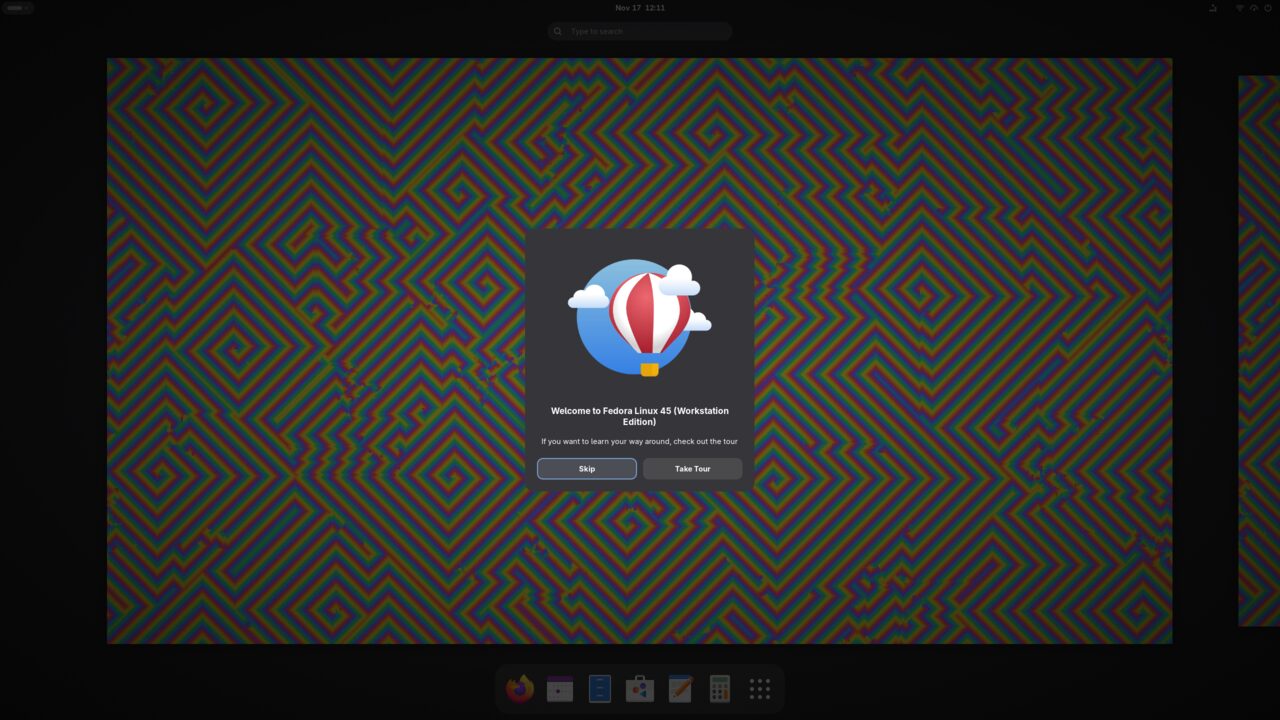 Nov 17 12:11
Type to search
Welcome to Fedora Linux 45 (Workstation
Edition)
If you want to learn your way around, check out the tour
Skip
Take Tour